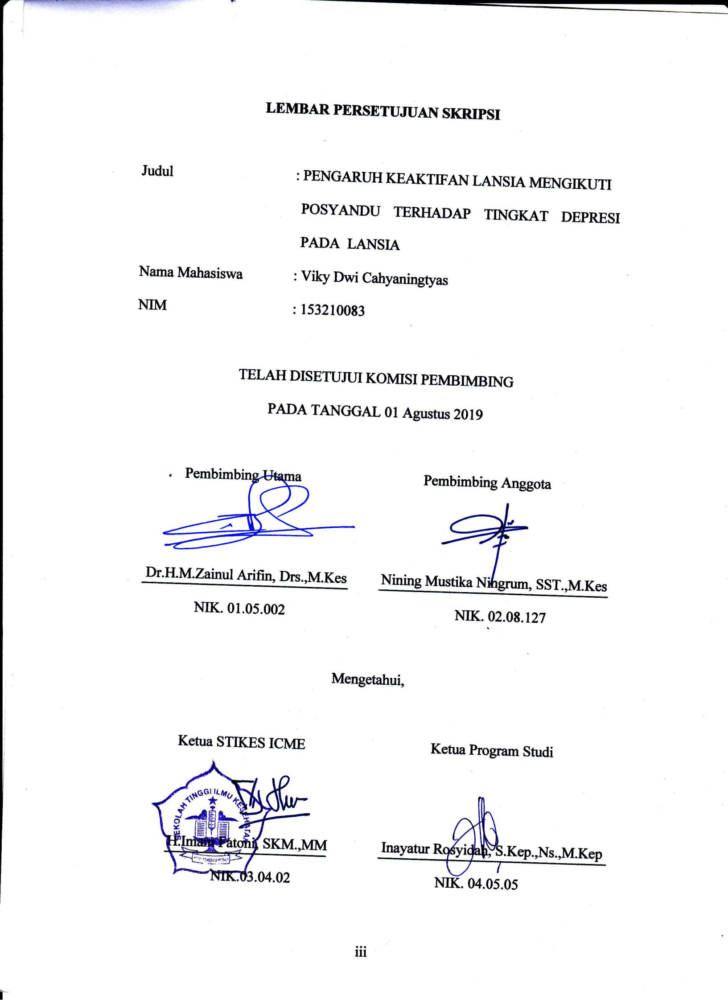 LEMBAR PERSETUJUAN SKRIPSI
Judul : PENGARUH KEAKTIFAN LANSIA MENGIKUTI
POSYANDU TERHADAP TINGKAT DEPRESI
PADA LANSIA
Nama Mahasiswa : Viky Dwi Cahyaningtyas
NIM : 153210083
TELAH DISETUJUI KOMISI PEMBIMBING
PADA TANGGAL 01 Agustus 2019
Pembimbing Utama Pembimbing Anggota
Dr.H.M.Zainul Arifin, Drs.,M.Kes Nining Mustika Ningrum, SST.,M.Kes
NIK. 01.05.002 NIK. 02.08.127
Mengetahui,
Ketua STIKES ICME Ketua Program Studi
SEKOLAH TINGGI ILMU KESEHATAN
H.Imam Fatoni, SKM.,MM Inayatur Rosyidah, S.Kep.,Ns.,M.Kep
CENDEKIA MEDIKA
NIK.03.04.02 NIK. 04.05.05
iii